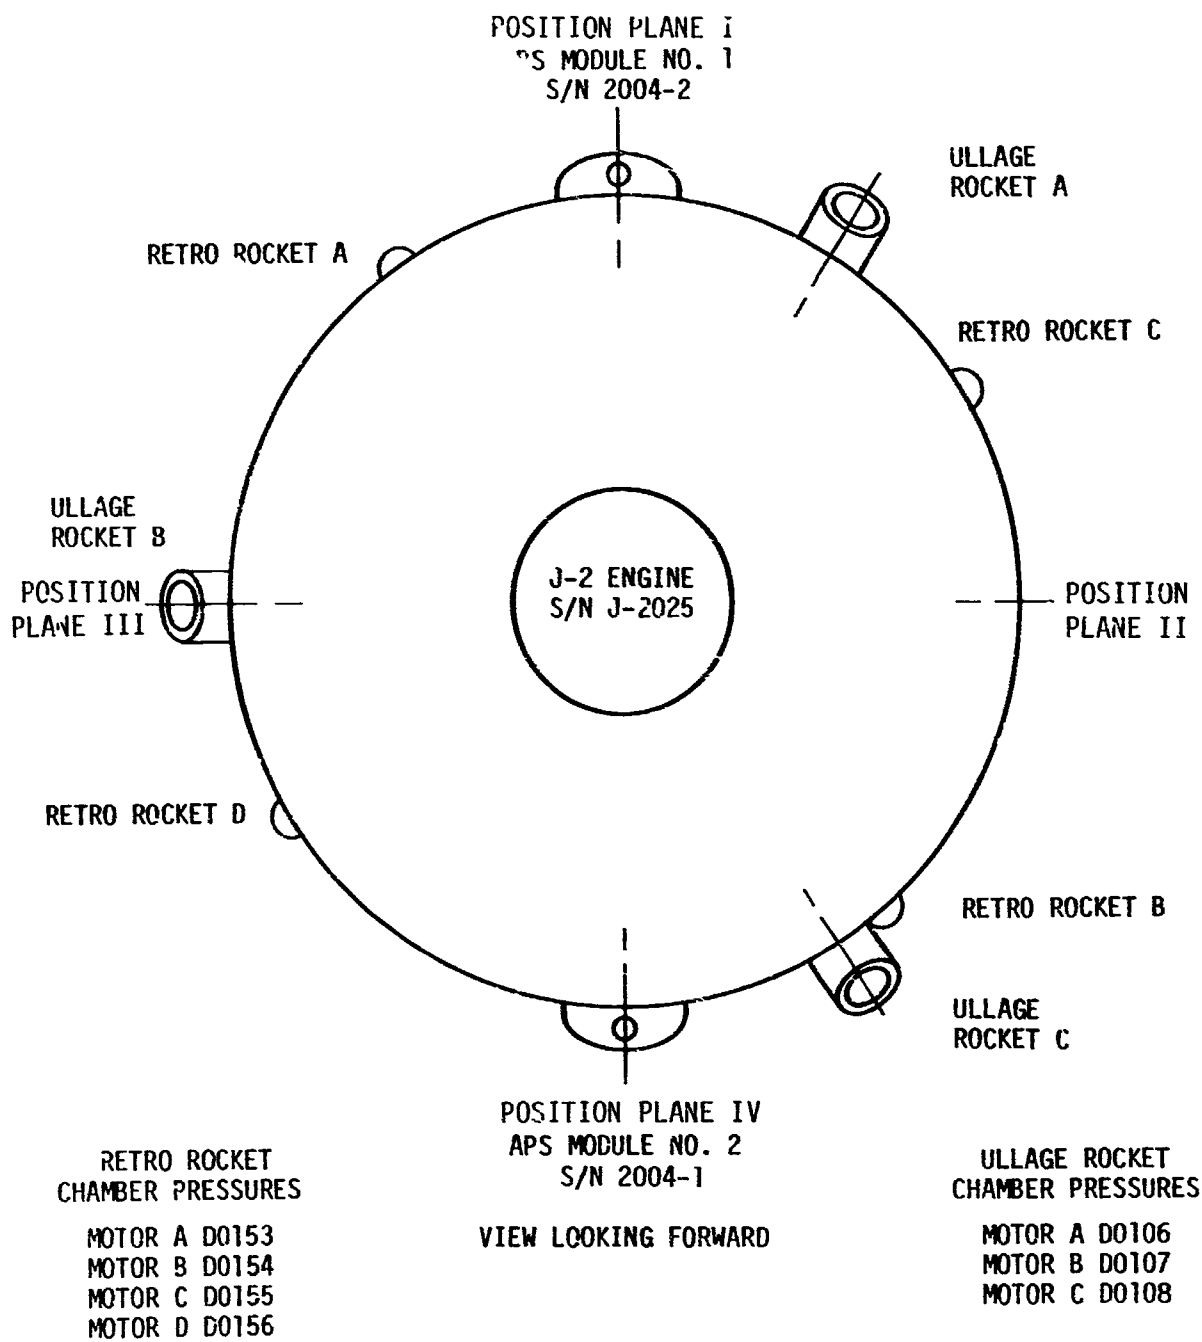 POSITION PLANE I
APS MODULE NO. 1
S/N 2004-2
ULLAGE
ROCKET A
RETRO ROCKET A
RETRO ROCKET C
ULLAGE
ROCKET B
POSITION
PLANE III
J-2 ENGINE
S/N J-2025
POSITION
PLANE II
RETRO ROCKET D
RETRO ROCKET B
ULLAGE
ROCKET C
POSITION PLANE IV
APS MODULE NO. 2
S/N 2004-1
RETRO ROCKET
CHAMBER PRESSURES
MOTOR A D0153
MOTOR B D0154
MOTOR C D0155
MOTOR D D0156
VIEW LOOKING FORWARD
ULLAGE ROCKET
CHAMBER PRESSURES
MOTOR A D0106
MOTOR B D0107
MOTOR C D0108